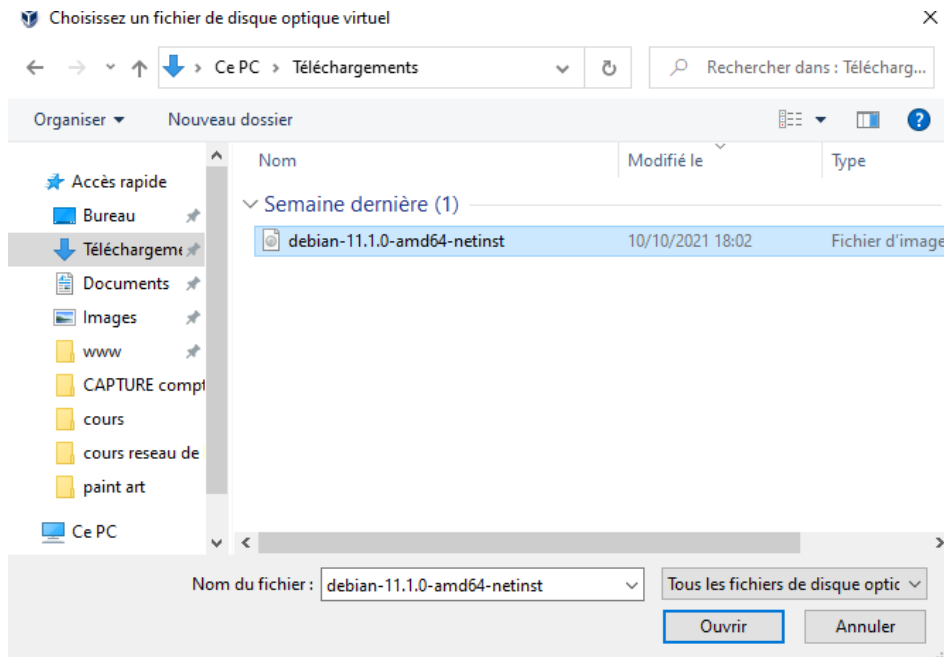 Choisissez un fichier de disque optique virtuel
Ce PC > Téléchargements
Rechercher dans : Télécharg...
Organiser
Nouveau dossier
Nom
Modifié le
Type
Accès rapide
Bureau
Téléchargeme
Documents
Images
www
CAPTURE compt
cours
cours reseau de
paint art
Ce PC
Semaine dernière (1)
debian-11.1.0-amd64-netinst 10/10/2021 18:02 Fichier d'image
Nom du fichier : debian-11.1.0-amd64-netinst
Tous les fichiers de disque optic
Ouvrir
Annuler